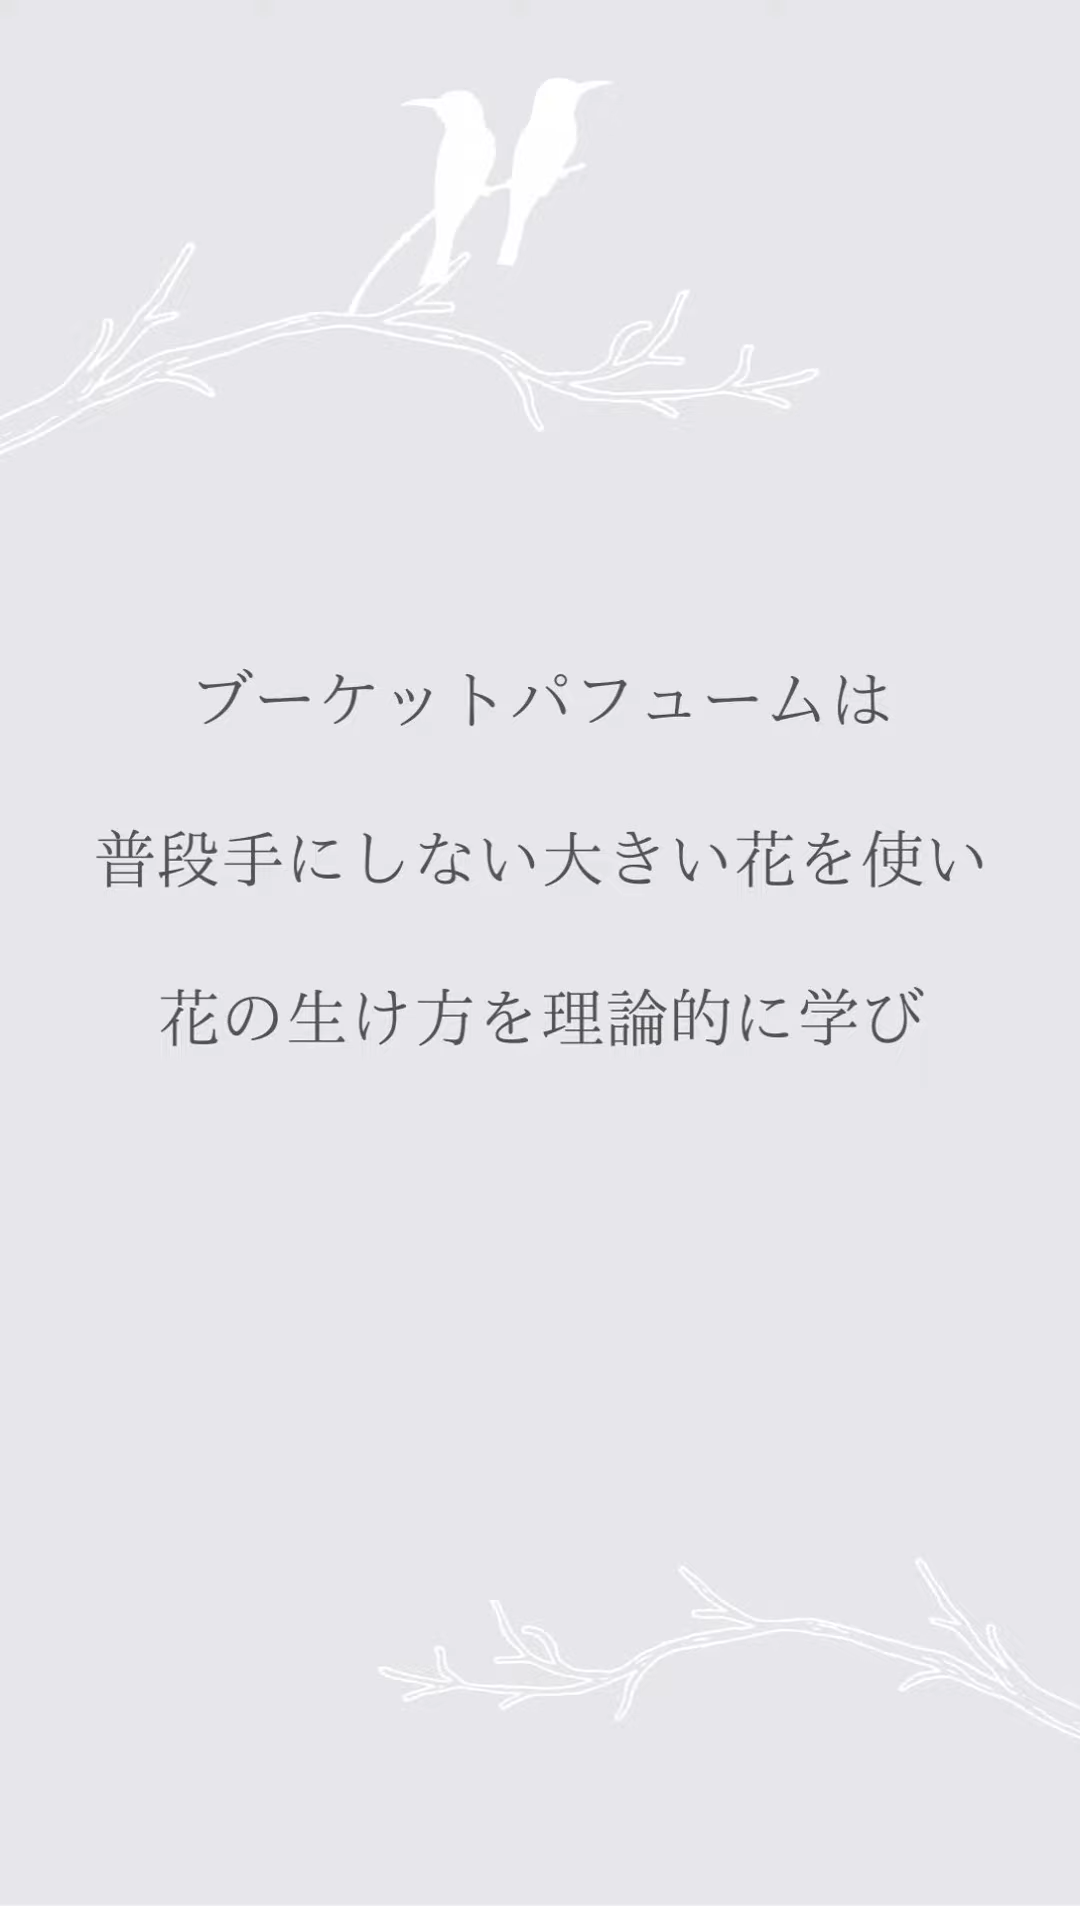 ブーケットパフュームは
普段手にしない大きい花を使い
花の生け方を理論的に学び